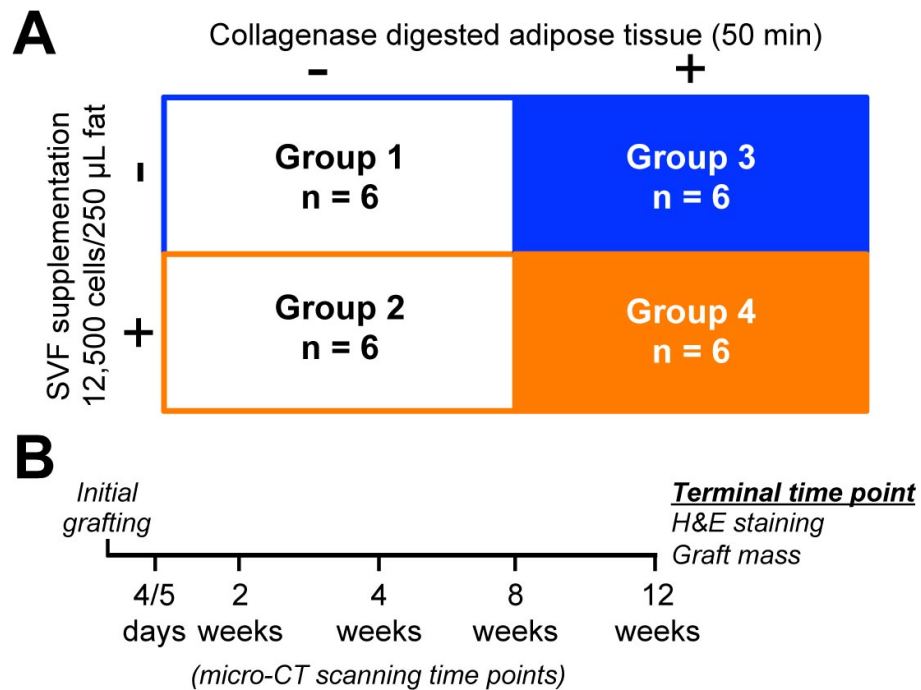 A
Collagenase digested adipose tissue (50 min)
- +
SVF supplementation
12,500 cells/250 µL fat
-
+
Group 1
n = 6
Group 3
n = 6
Group 2
n = 6
Group 4
n = 6
B
Initial
grafting
4/5
days
2
weeks
4
weeks
8
weeks
12
weeks
(micro-CT scanning time points)
Terminal time point
H&E staining
Graft mass